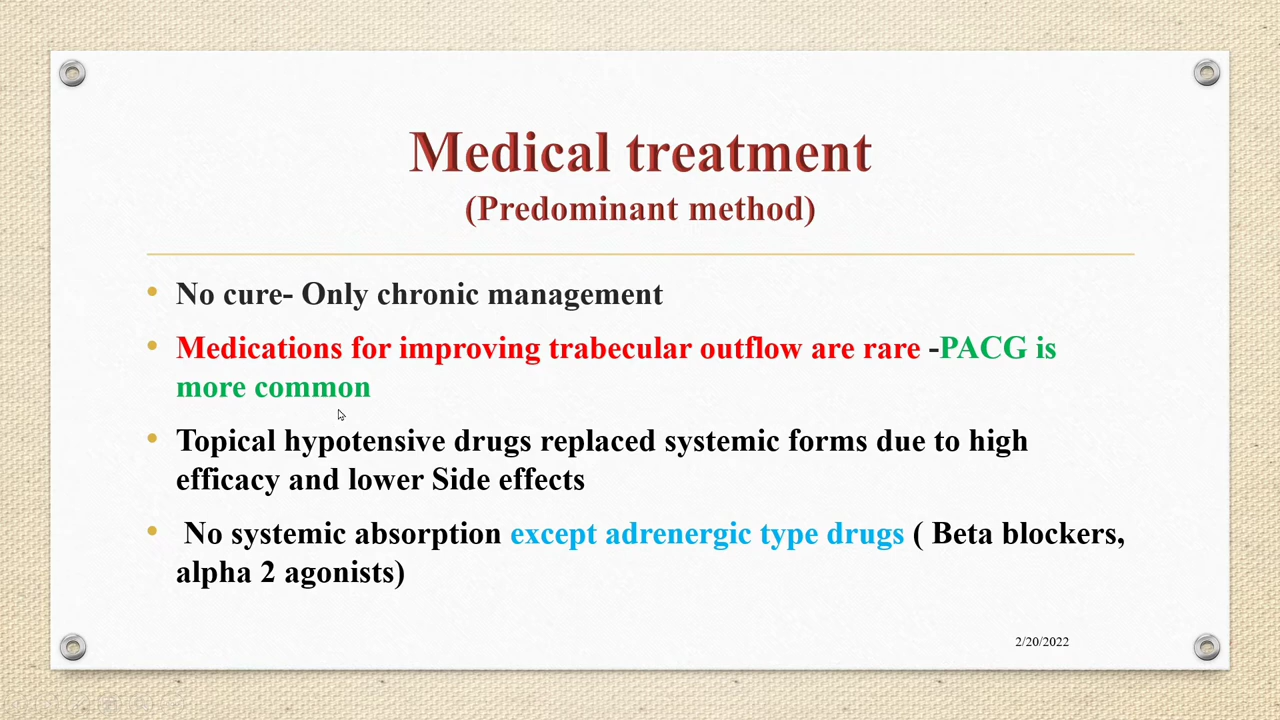 Medical treatment
(Predominant method)
• No cure- Only chronic management
• Medications for improving trabecular outflow are rare -PACG is
more common
• Topical hypotensive drugs replaced systemic forms due to high
efficacy and lower Side effects
• No systemic absorption except adrenergic type drugs ( Beta blockers,
alpha 2 agonists)
2/20/2022